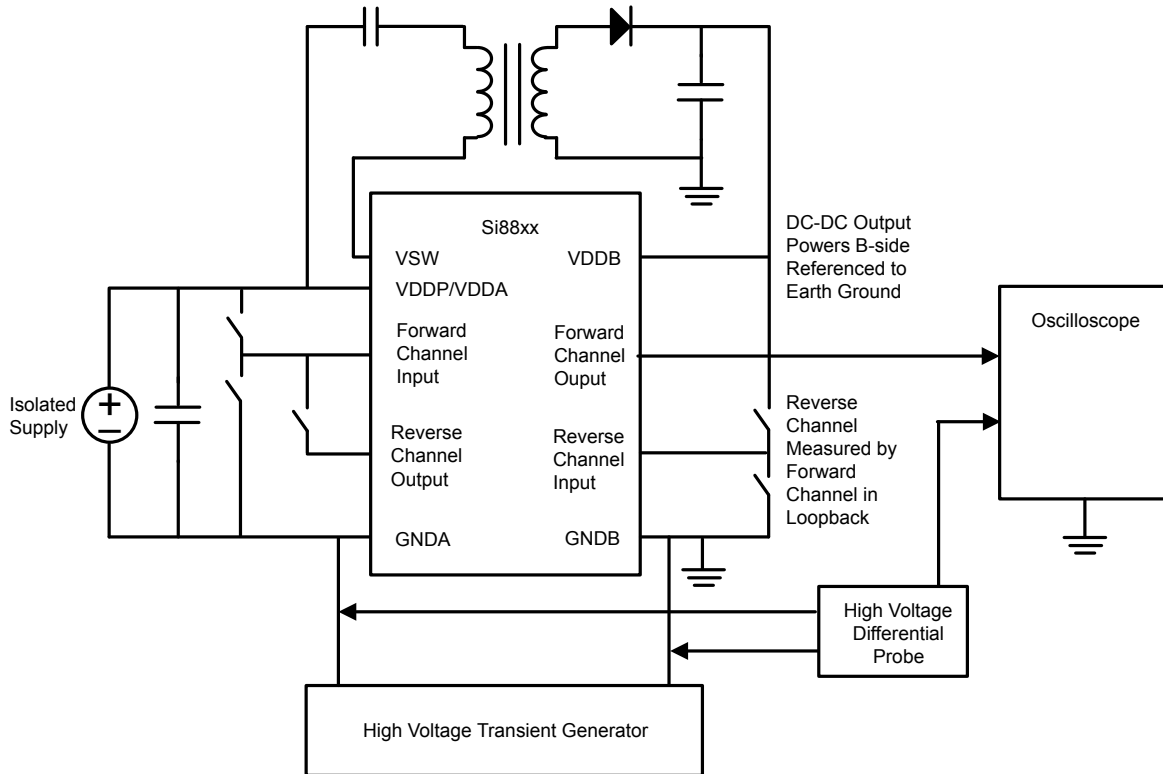 Si88xx
VSW
VDDB
VDDP/VDDA
DC-DC Output
Powers B-side
Referenced to
Earth Ground
Forward
Channel
Input
Forward
Channel
Ouput
Oscilloscope
Isolated
Supply
+
−
Reverse
Channel
Output
Reverse
Channel
Input
Reverse
Channel
Measured by
Forward
Channel in
Loopback
GNDA
GNDB
High Voltage
Differential
Probe
High Voltage Transient Generator